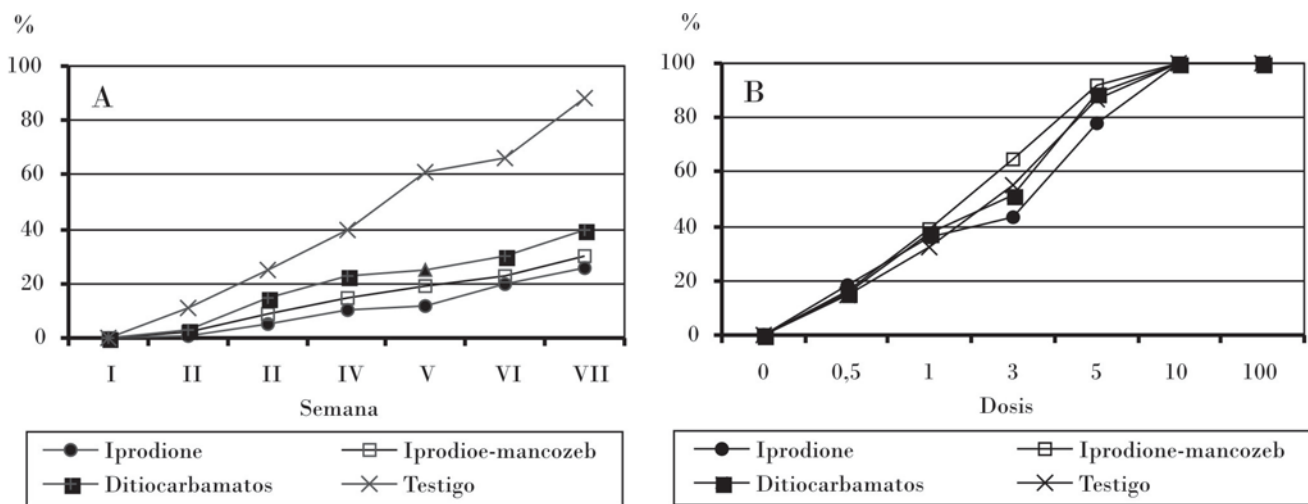 %
100
A
80
60
40
20
0
I II II IV V VI VII
Semana
Iprodione Iprodioe-mancozeb
Ditiocarbamatos Testigo
%
100
B
80
60
40
20
0
0 0,5 1 3 5 10 100
Dosis
Iprodione Iprodione-mancozeb
Ditiocarbamatos Testigo